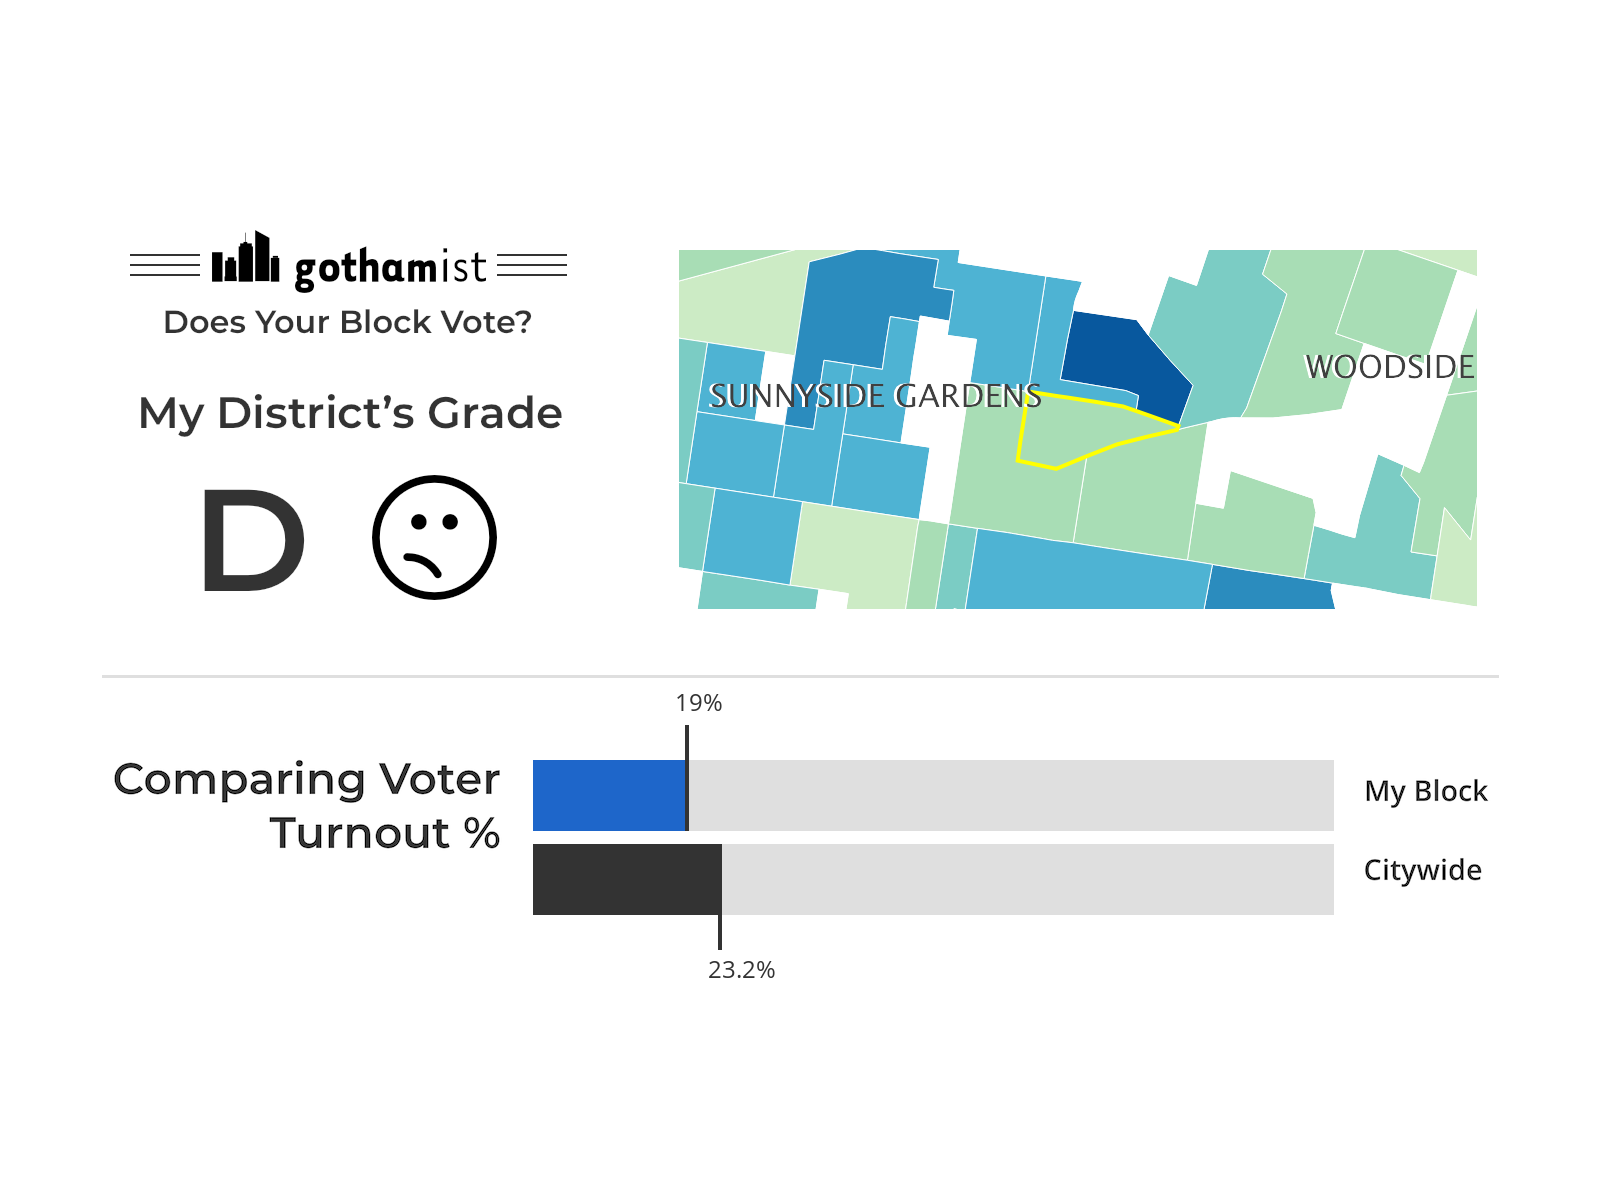 gothamist
Does Your Block Vote?
My District’s Grade
D
SUNNYSIDE GARDENS
WOODSIDE
19%
Comparing Voter
Turnout %
My Block
Citywide
23.2%